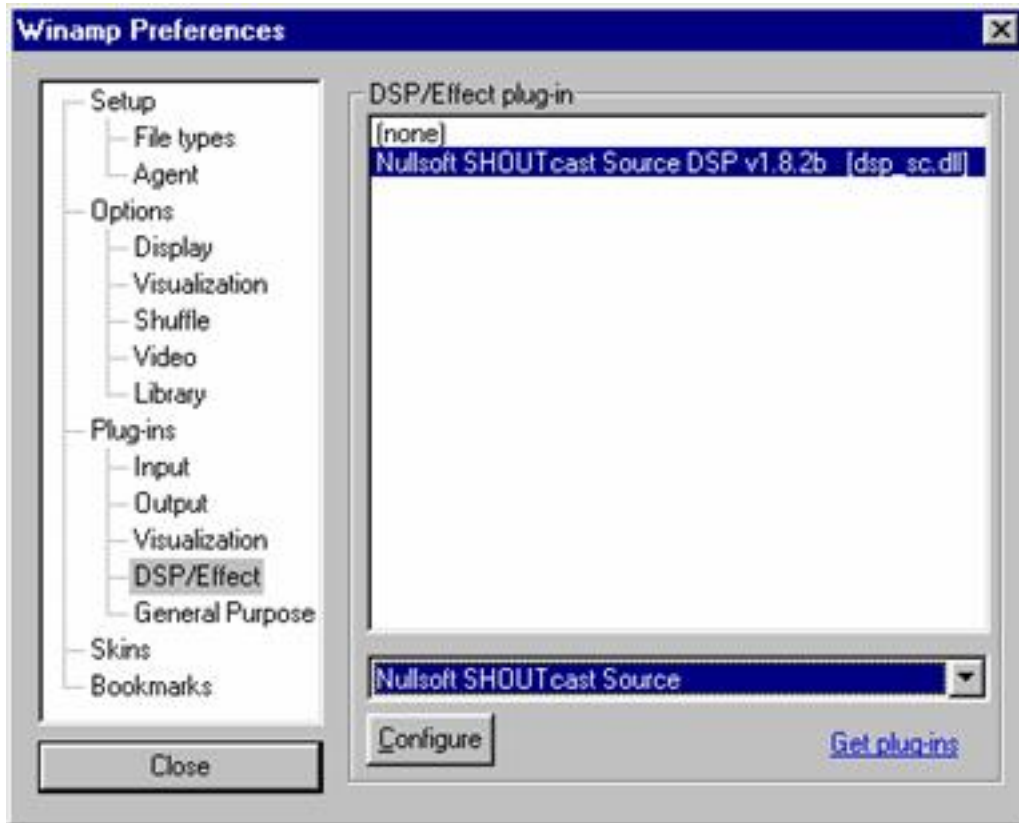 Winamp Preferences
Setup
File types
Agent
Options
Display
Visualization
Shuffle
Video
Library
Plug-ins
Input
Output
Visualization
DSP/Effect
General Purpose
Skins
Bookmarks
Close
DSP/Effect plug-in
(none)
Nullsoft SHOUTcast Source DSP v1.8.2b [dsp_sc.dll]
Nullsoft SHOUTcast Source
Configure
Get plug-ins